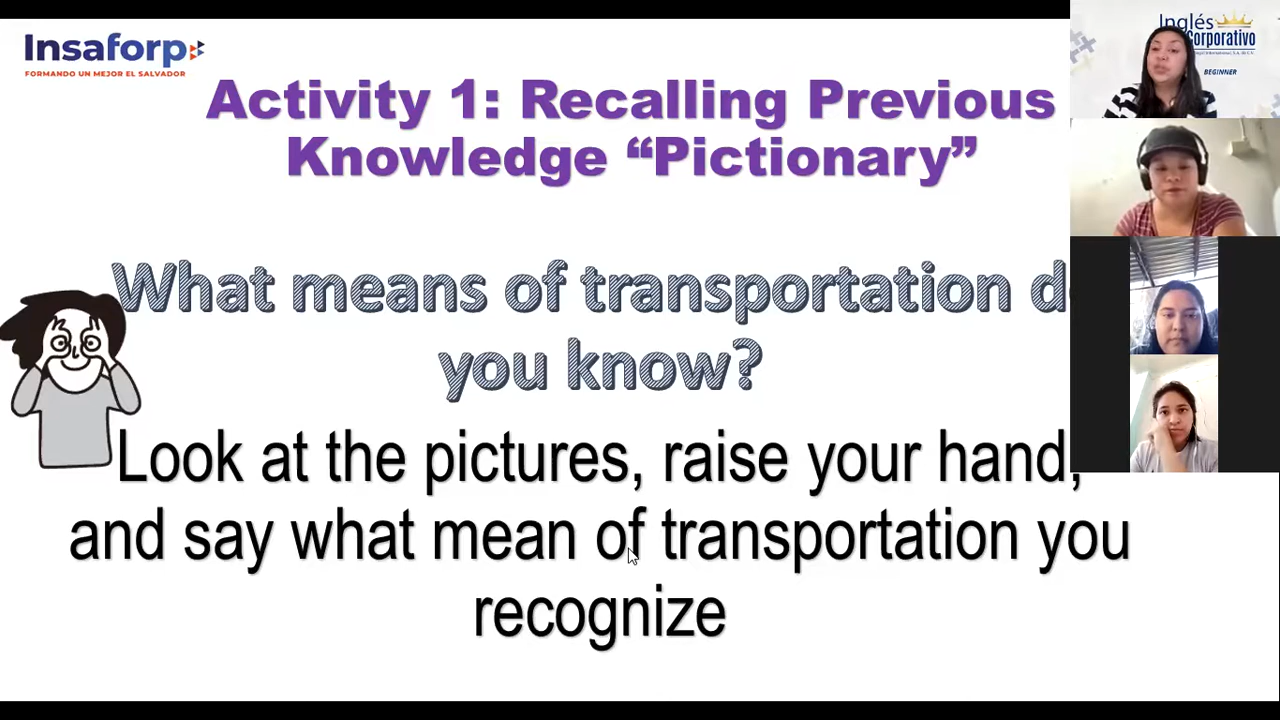 Insaforp
FORMANDO UN MEJOR EL SALVADOR
Activity 1: Recalling Previous
Knowledge “Pictionary”
What means of transportation
you know?
Look at the pictures, raise your hand,
and say what mean of transportation you
recognize
Inglés
Corporativo
BEGINNER